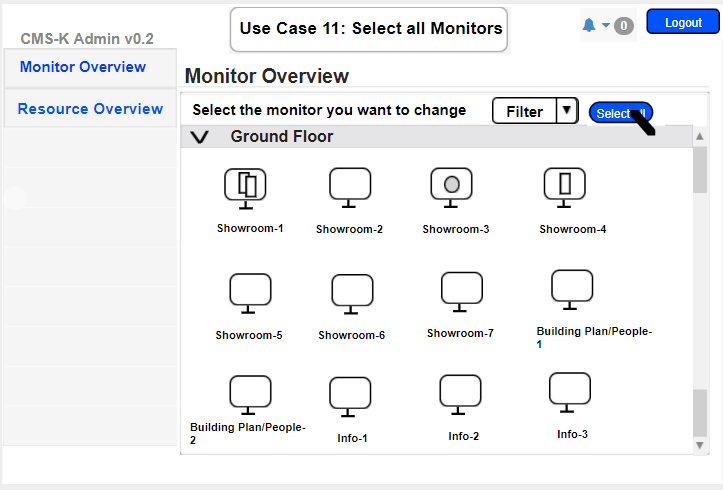 Use Case 11: Select all Monitors
0
Logout
CMS-K Admin v0.2
Monitor Overview
Resource Overview
Monitor Overview
Select the monitor you want to change
Filter
Select
Ground Floor
Showroom-1
Showroom-2
Showroom-3
Showroom-4
Showroom-5
Showroom-6
Showroom-7
Building Plan/People-
1
Building Plan/People-
2
Info-1
Info-2
Info-3